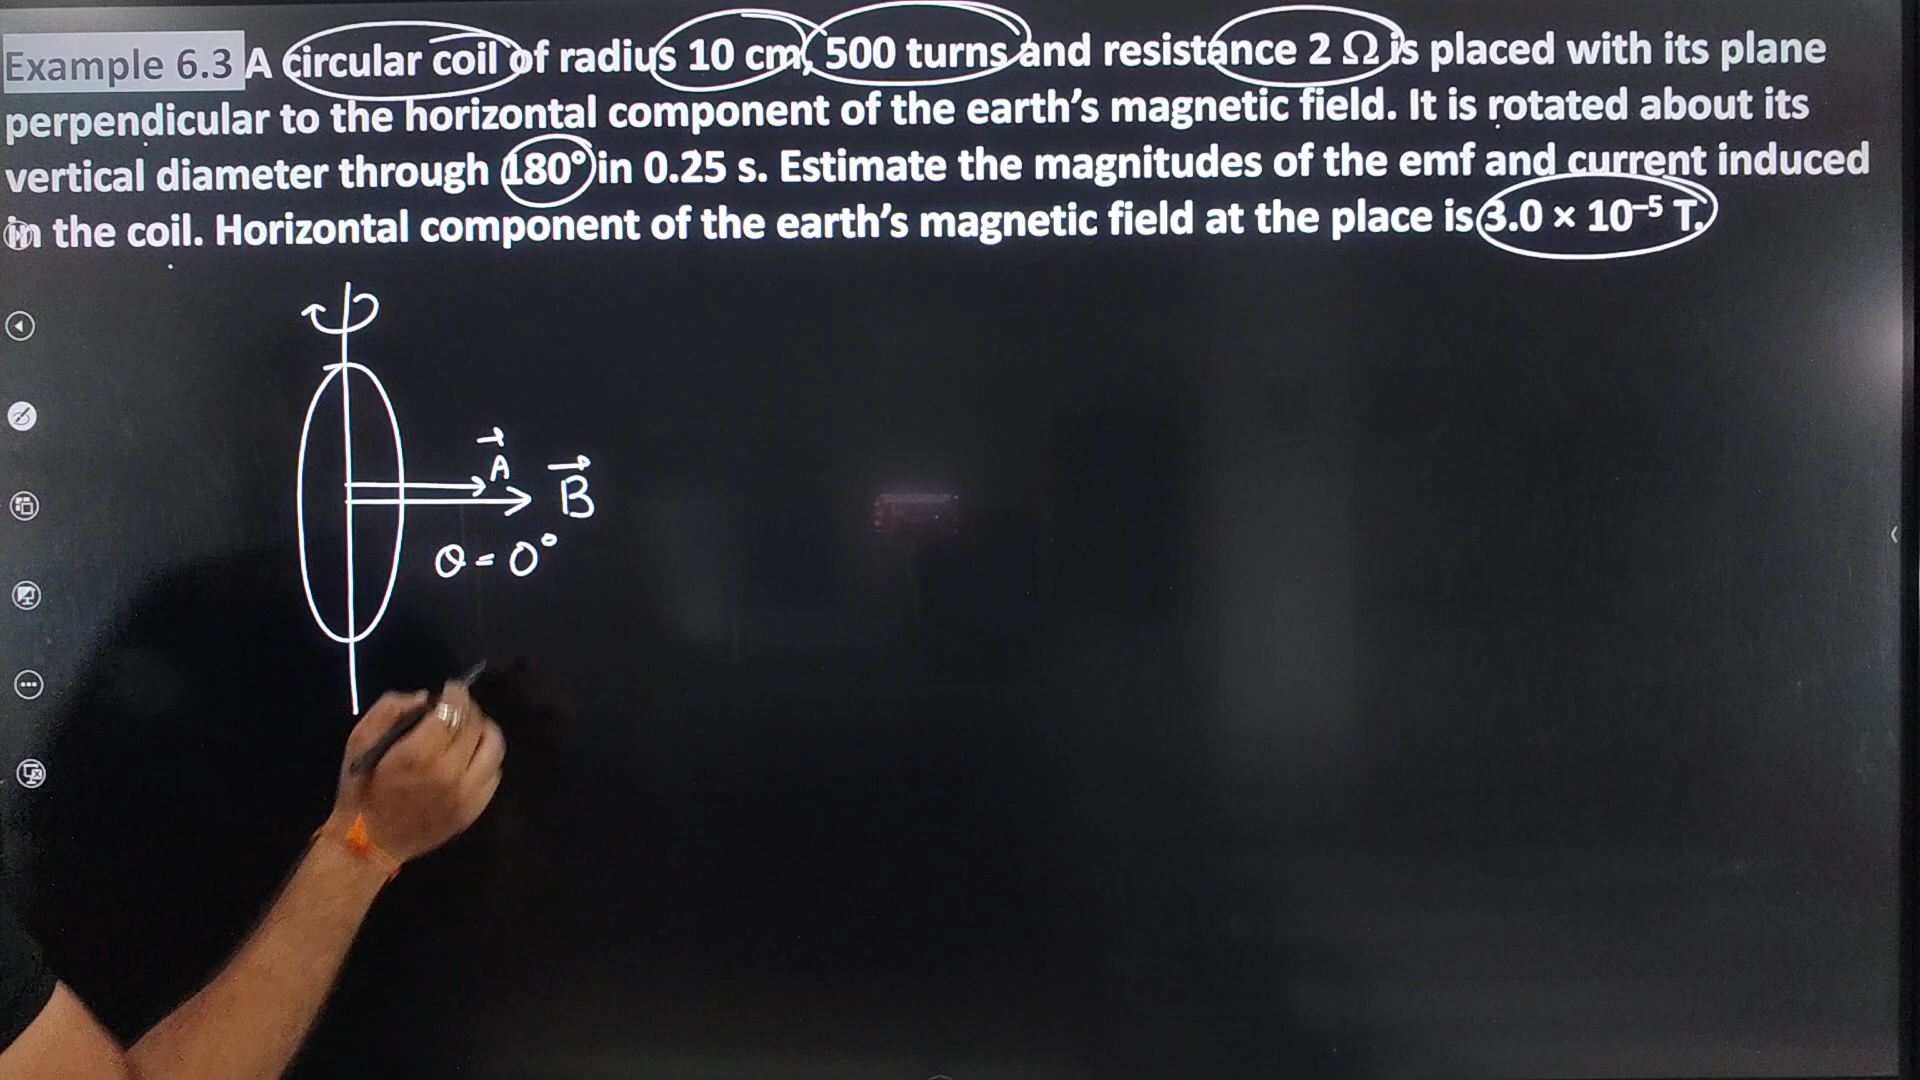 Example 6.3 A circular coil of radius 10 cm, 500 turns and resistance 2 Ω is placed with its plane
perpendicular to the horizontal component of the earth's magnetic field. It is rotated about its
vertical diameter through 180° in 0.25 s. Estimate the magnitudes of the emf and current induced
in the coil. Horizontal component of the earth's magnetic field at the place is 3.0 × 10⁻⁵ T.
A⃗
B⃗
θ = 0°